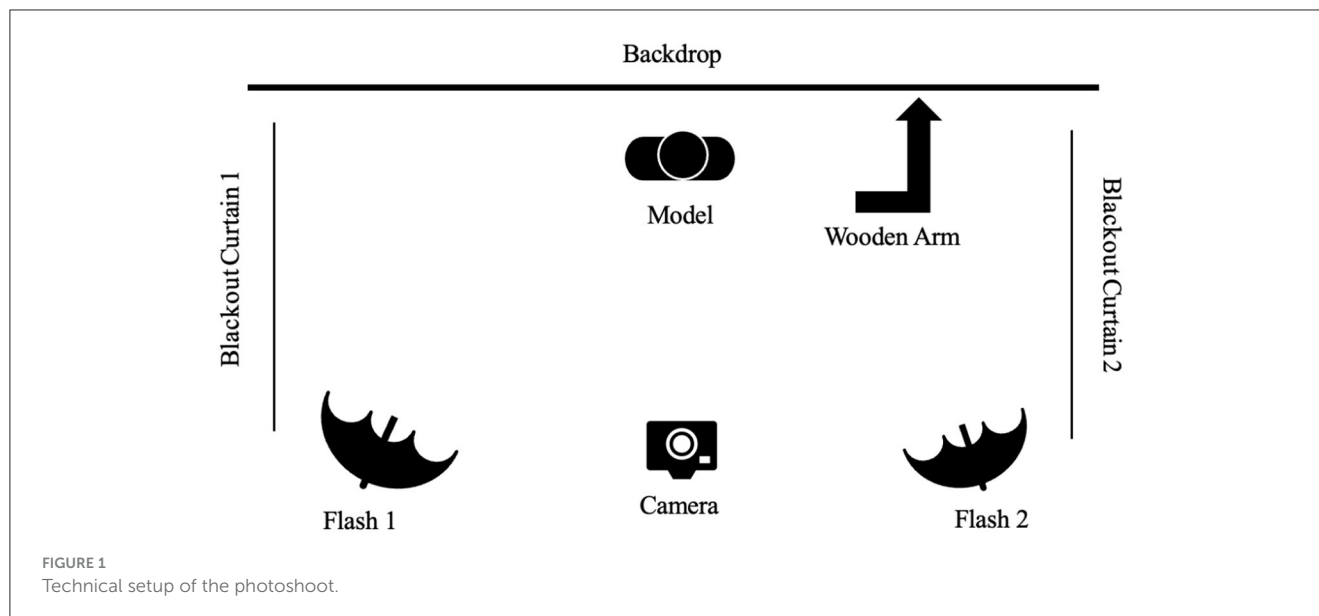 Backdrop
Blackout Curtain 1
Model
Wooden Arm
Blackout Curtain 2
Flash 1
Camera
Flash 2
FIGURE 1
Technical setup of the photoshoot.